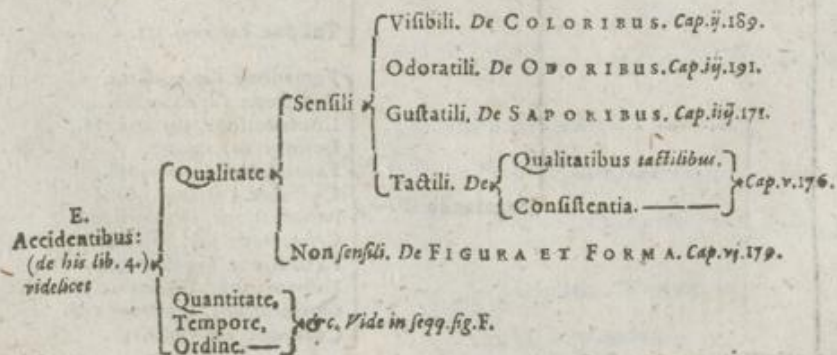 Visibili. De COLORIBUS. Cap.ij.189.
Odoratili. De ODORIBUS. Cap.iij.191.
Sensili
Gustatili. De SAPORIBUS. Cap.iiij.171.
Qualitate
Qualitatibus tactilibus.
Tactili. De
Cap.v.176.
Consistentia.
E.
Accidentibus:
(de his lib. 4.)
videlicet
Non sensili. De FIGURA ET FORMA. Cap.vj.179.
Quantitate,
Tempore,
&c. Vide in seqq. fig. F.
Ordine.